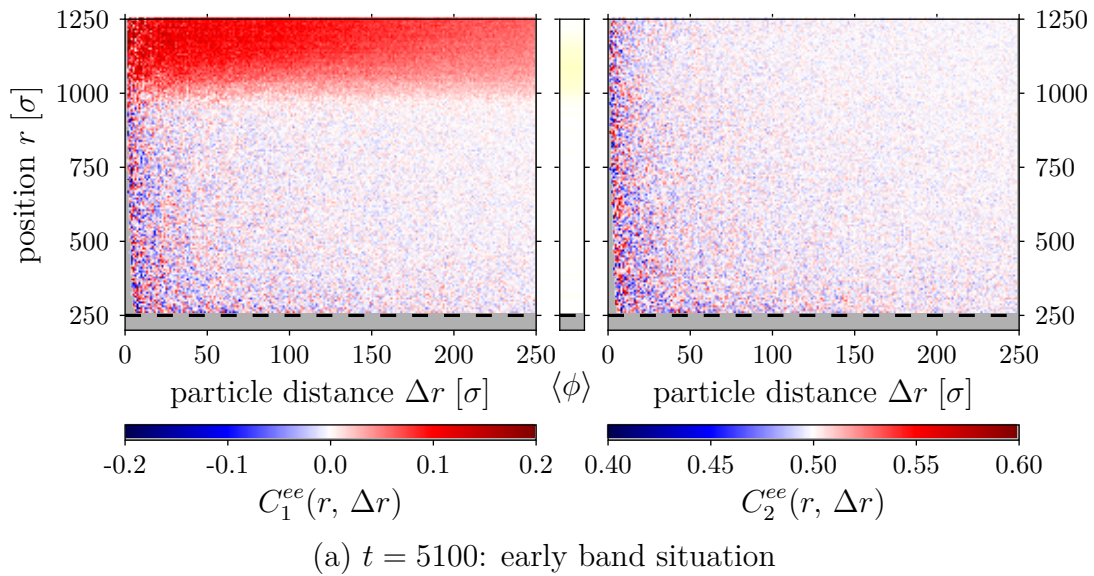 1250
1000
750
500
250
position r [σ]
0 50 100 150 200 250
particle distance Δr [σ]
-0.2 -0.1 0.0 0.1 0.2
C₁ᵉᵉ(r, Δr)
⟨ϕ⟩
1250
1000
750
500
250
0 50 100 150 200 250
particle distance Δr [σ]
0.40 0.45 0.50 0.55 0.60
C₂ᵉᵉ(r, Δr)
(a) t = 5100: early band situation